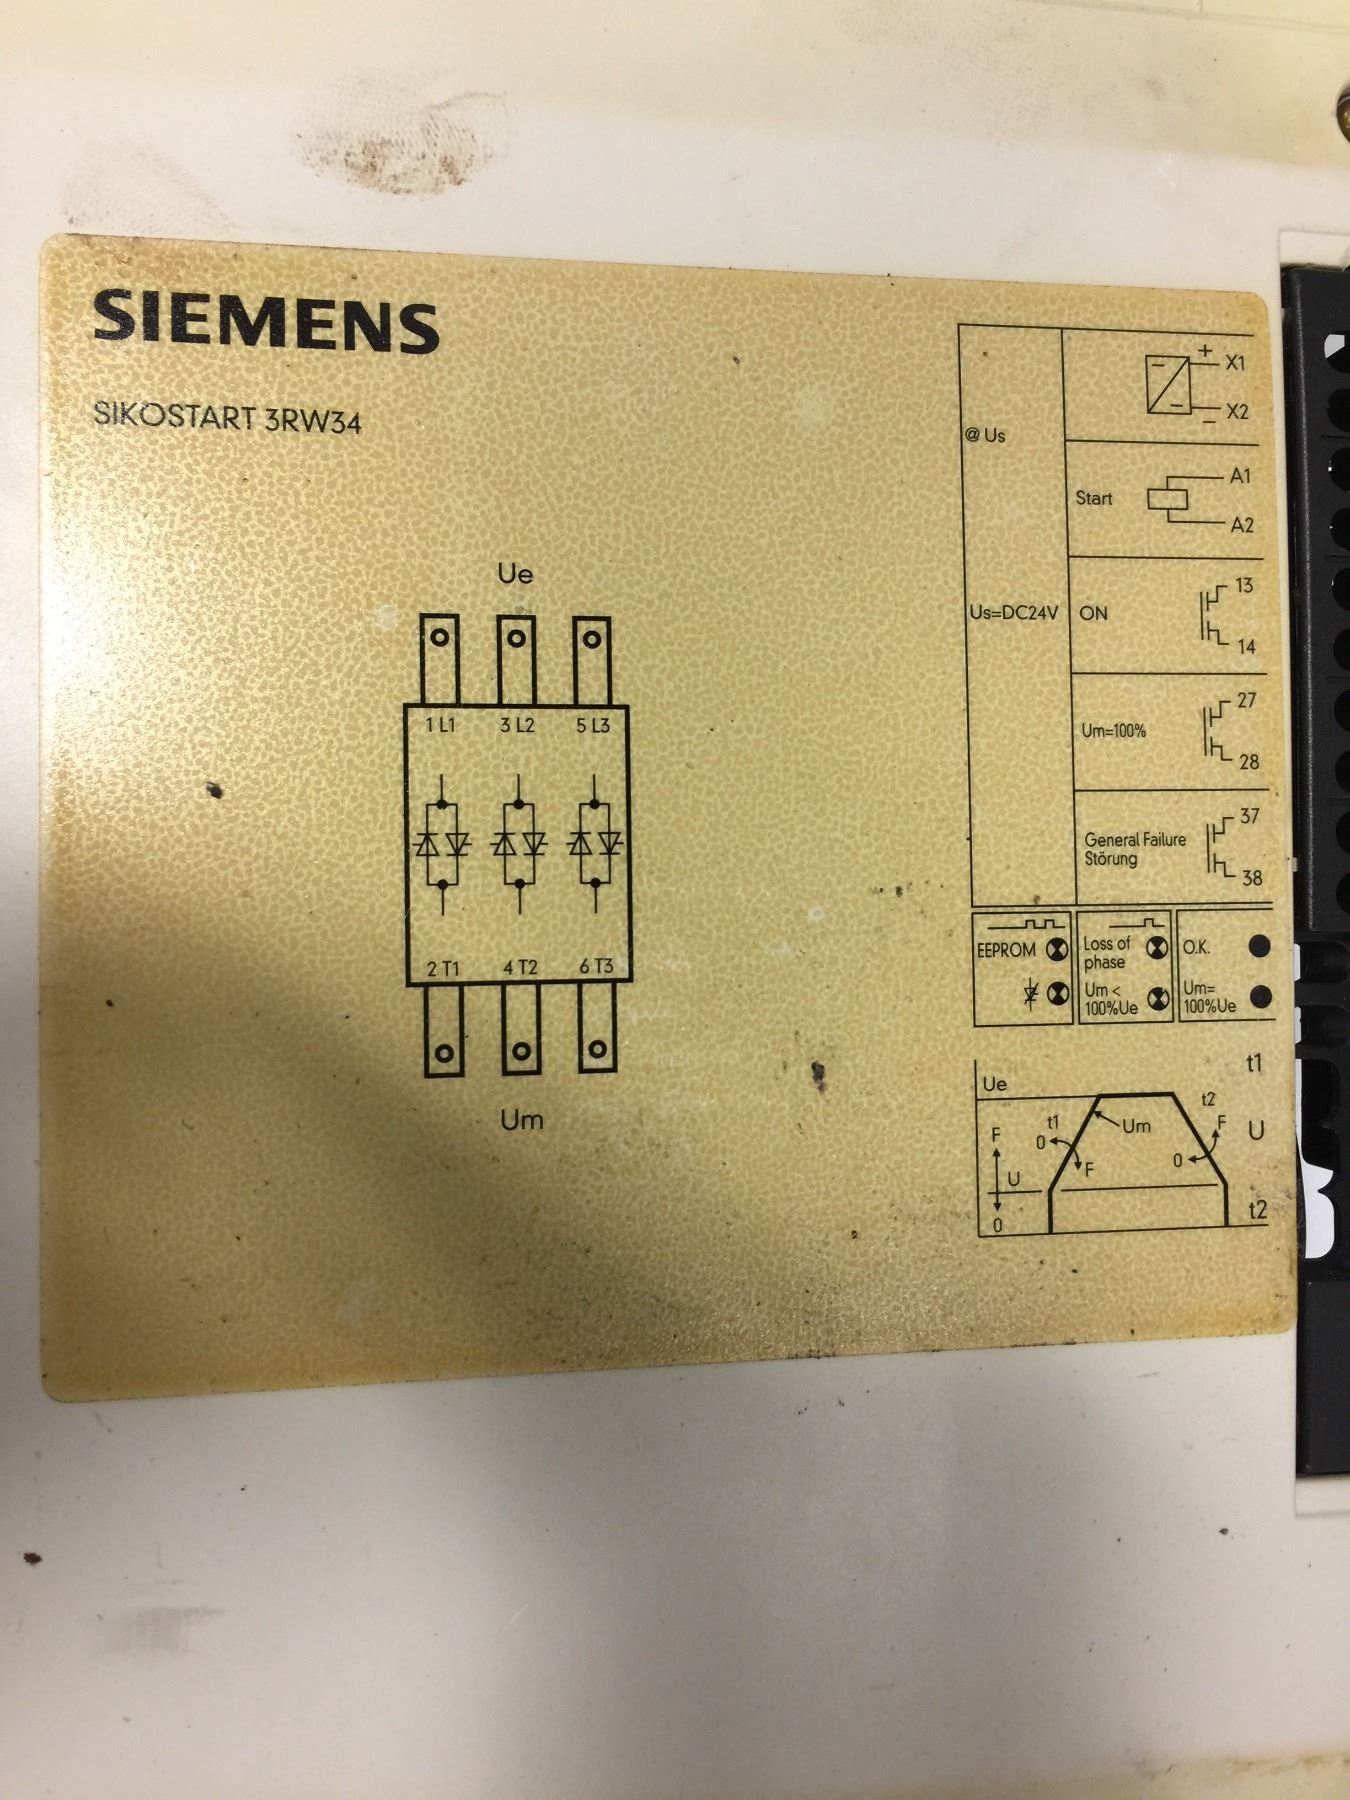 SIEMENS
SIKOSTART 3RW34
Ue
1 L1 3 L2 5 L3
2 T1 4 T2 6 T3
Um
@ Us
Us=DC24V
+ X1
- X2
Start A1
A2
ON 13
14
Um=100% 27
28
General Failure 37
Störung 38
EEPROM
Loss of
phase
Um <
100%Ue
O.K.
Um=
100%Ue
Ue
F
U
0
t1
0
F
Um
t2
F
0
t1
U
t2